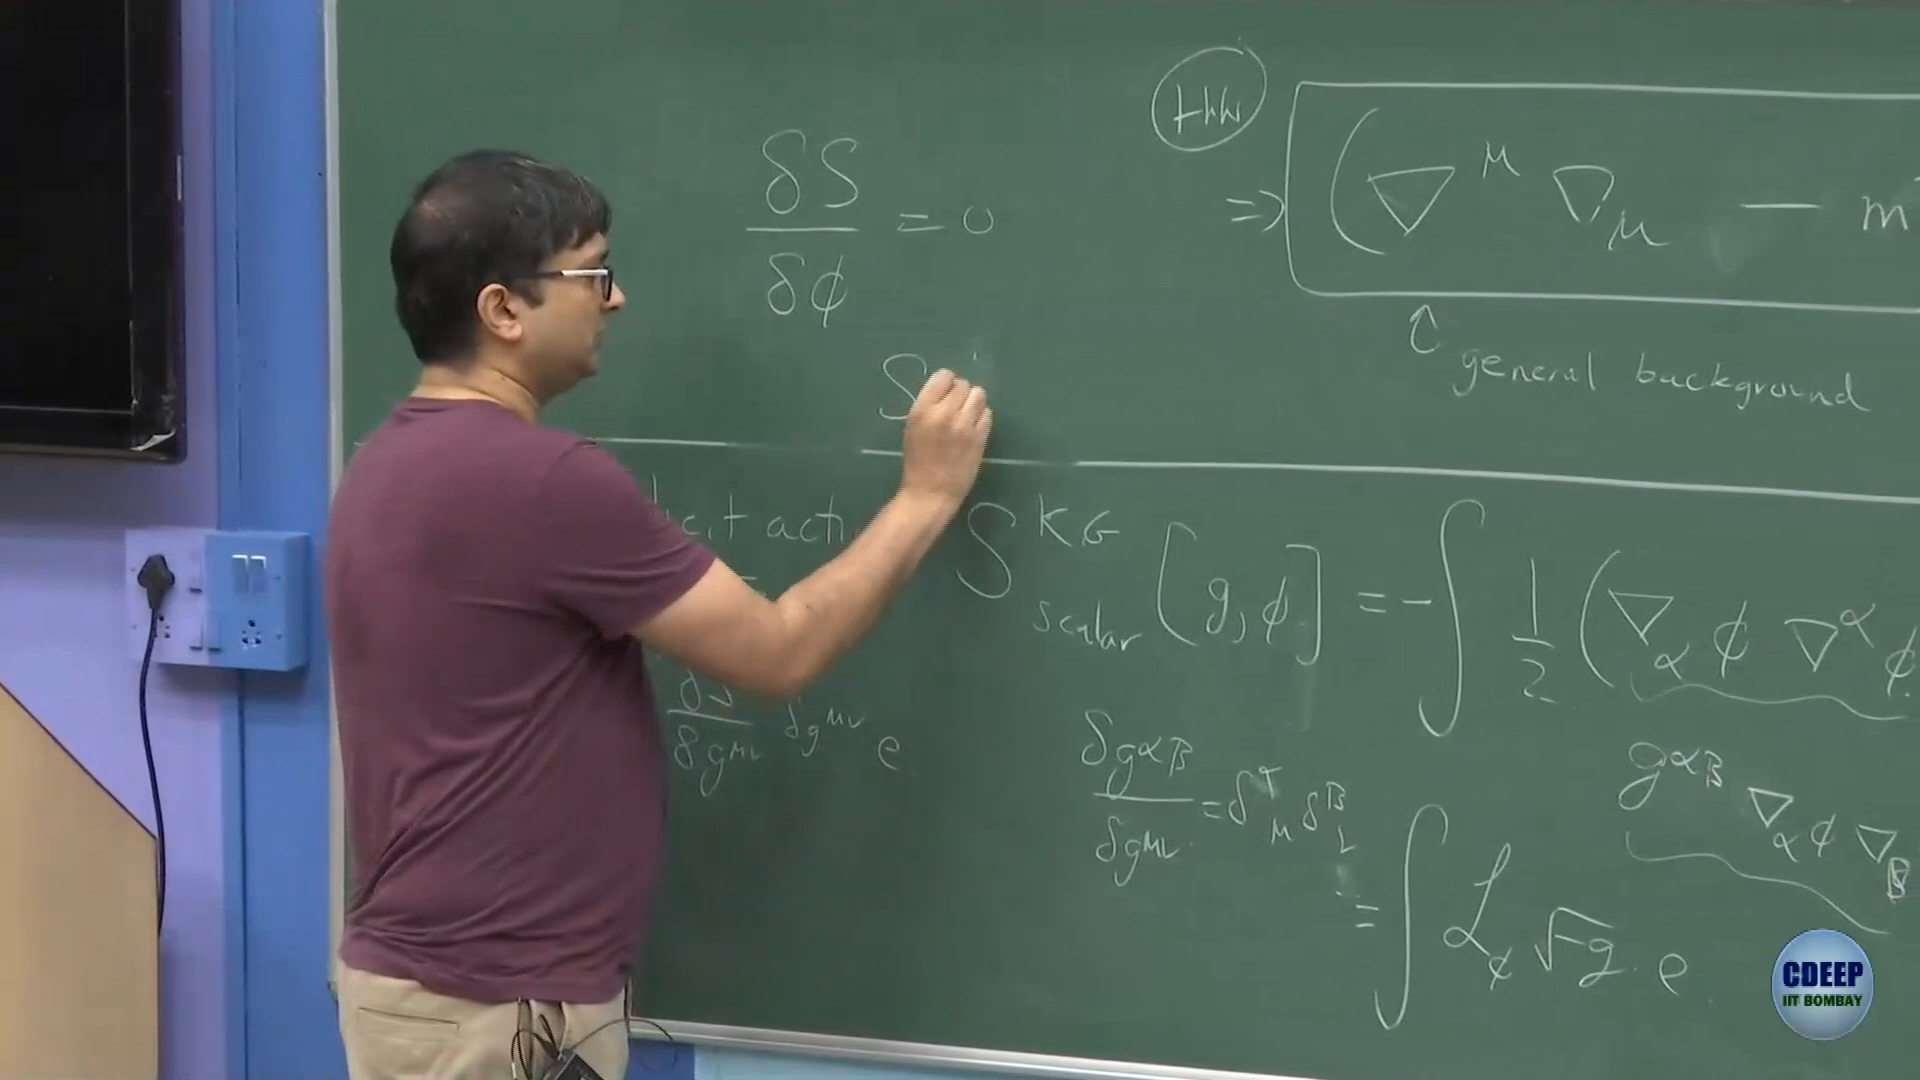 δS
δφ
= 0
HW
⇒ (∇^μ ∇_μ − m
general background
S
S^KG_scalar [g, φ] = −∫ 1/2 (∇_α φ ∇^α φ
δg^μν δg^μν e
δg^αβ
δg^μν
= δ^α_μ δ^β_ν
g^αβ ∇_α φ ∇_β
= ∫ ℒ_φ √−g e
CDEEP
IIT BOMBAY